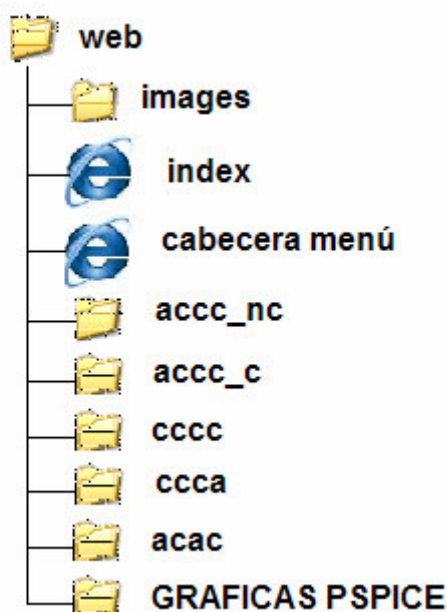 web
images
index
cabecera menú
accc_nc
accc_c
cccc
ccca
acac
GRAFICAS PSPICE